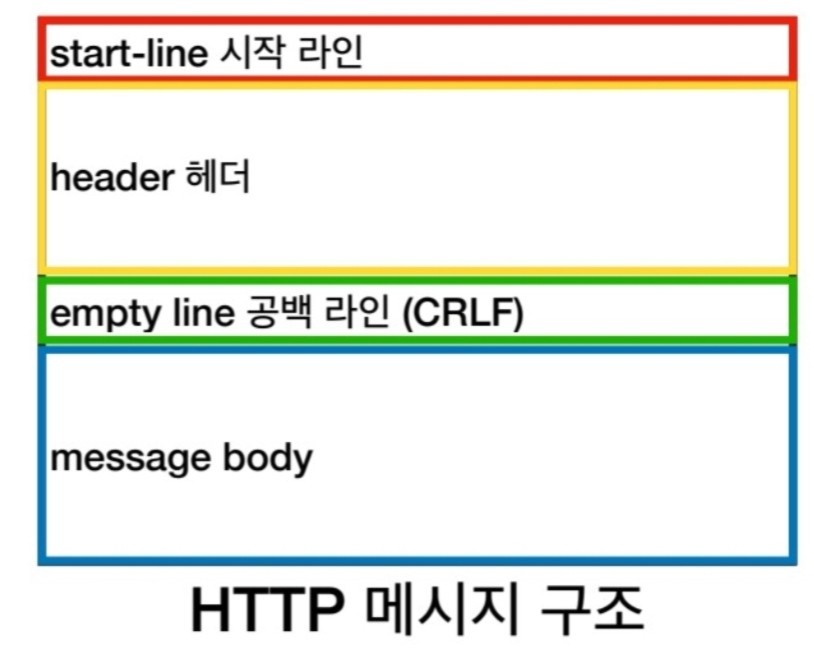 start-line 시작 라인
header 헤더
empty line 공백 라인 (CRLF)
message body
HTTP 메시지 구조